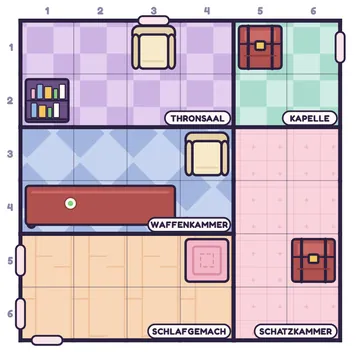 1 2 3 4 5 6
1
THRONSAAL
KAPELLE
2
3
WAFFENKAMMER
4
5
6
SCHLAFGEMACH
SCHATZKAMMER